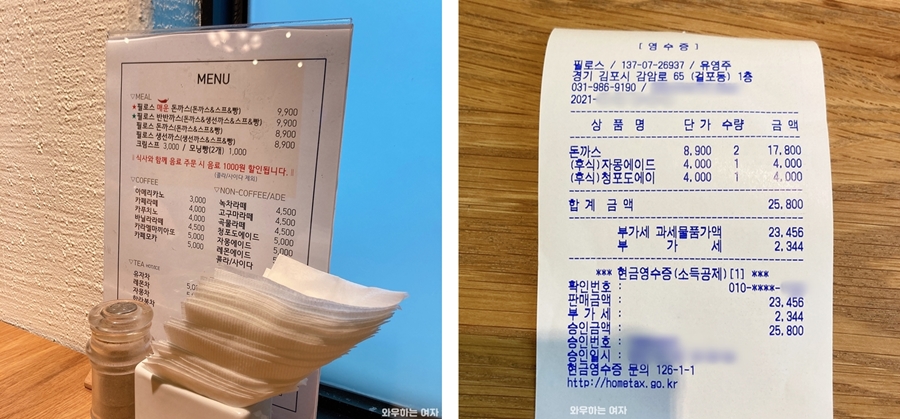 MENU
▽MEAL
★필로스 매운 돈까스(돈까스&스프&빵) 9,900
★필로스 반반까스(돈까스&생선까스&스프&빵) 9,900
필로스 돈까스(돈까스&스프&빵) 8,900
필로스 생선까스(생선까스&스프&빵) 8,900
크림스프 3,000 / 모닝빵(2개) 1,000
식사와 함께 음료 주문 시 음료 1000원 할인됩니다.
(콜라/사이다 제외)
▽COFFEE
아메리카노 3,000
카페라떼 4,000
카푸치노 4,000
바닐라라떼 4,000
카라멜마끼아또 5,000
카페모카 5,000
▽NON-COFFEE/ADE
녹차라떼 4,500
고구마라떼 4,500
곡물라떼 4,500
청포도에이드 5,000
자몽에이드 5,000
레몬에이드 5,000
콜라/사이다
▽TEA
유자차
레몬차
자몽차
와우하는 여자
(영수증)
필로스 / 137-07-26937 / 유영주
경기 김포시 감암로 65 (걸포동) 1층
031-986-9190 /
2021-
상 품 명 단 가 수량 금 액
돈까스 8,900 2 17,800
(후식)자몽에이드 4,000 1 4,000
(후식)청포도에이 4,000 1 4,000
합계 금액 25,800
부가세 과세물품가액 23,456
부 가 세 2,344
*** 현금영수증(소득공제)[1] ***
확인번호 : 010-****-
판매금액 : 23,456
부 가 세 : 2,344
승인금액 : 25,800
승인번호 :
승인일시 :
현금영수증 문의 126-1-1
http://hometax.go.kr
와우하는 여자